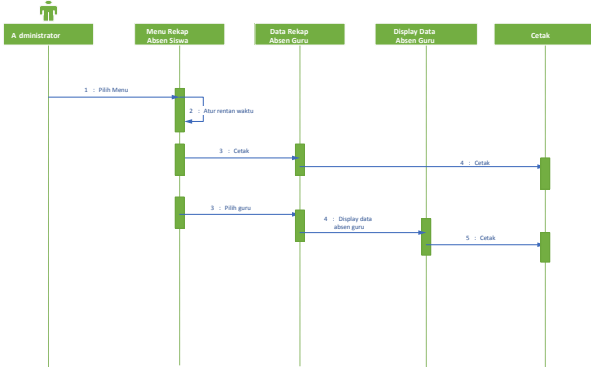 A dministrator
Menu Rekap
Absen Siswa
Data Rekap
Absen Guru
Display Data
Absen Guru
Cetak
1 : Pilih Menu
2 : Atur rentan waktu
3 : Cetak
4 : Cetak
3 : Pilih guru
4 : Display data
absen guru
5 : Cetak